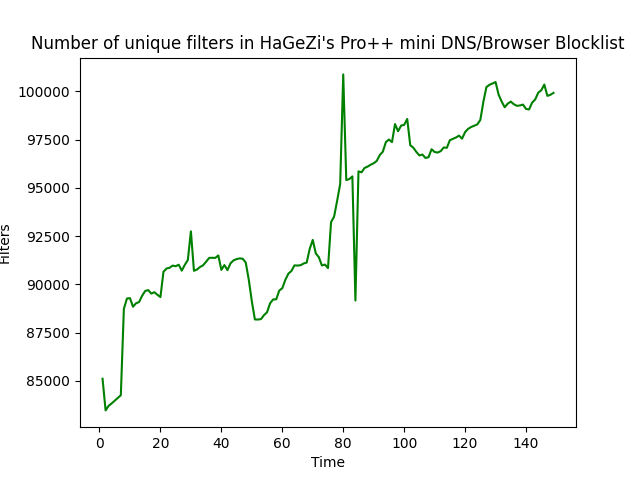 Number of unique filters in HaGeZi's Pro++ mini DNS/Browser Blocklist
100000
97500
95000
92500
90000
87500
85000
Filters
0 20 40 60 80 100 120 140
Time